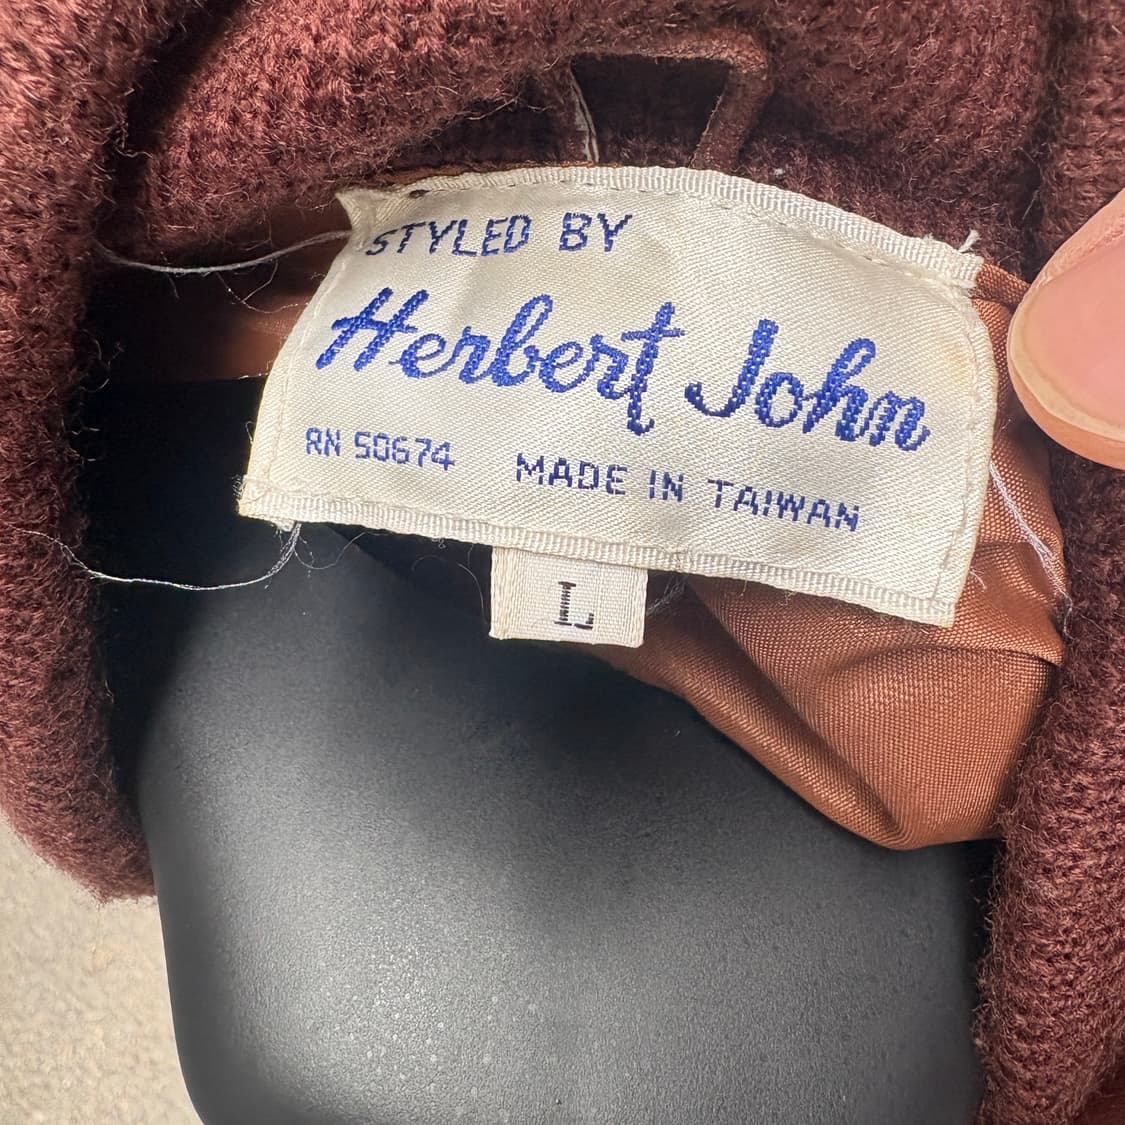 STYLED BY
Herbert John
RN 50674 MADE IN TAIWAN
L